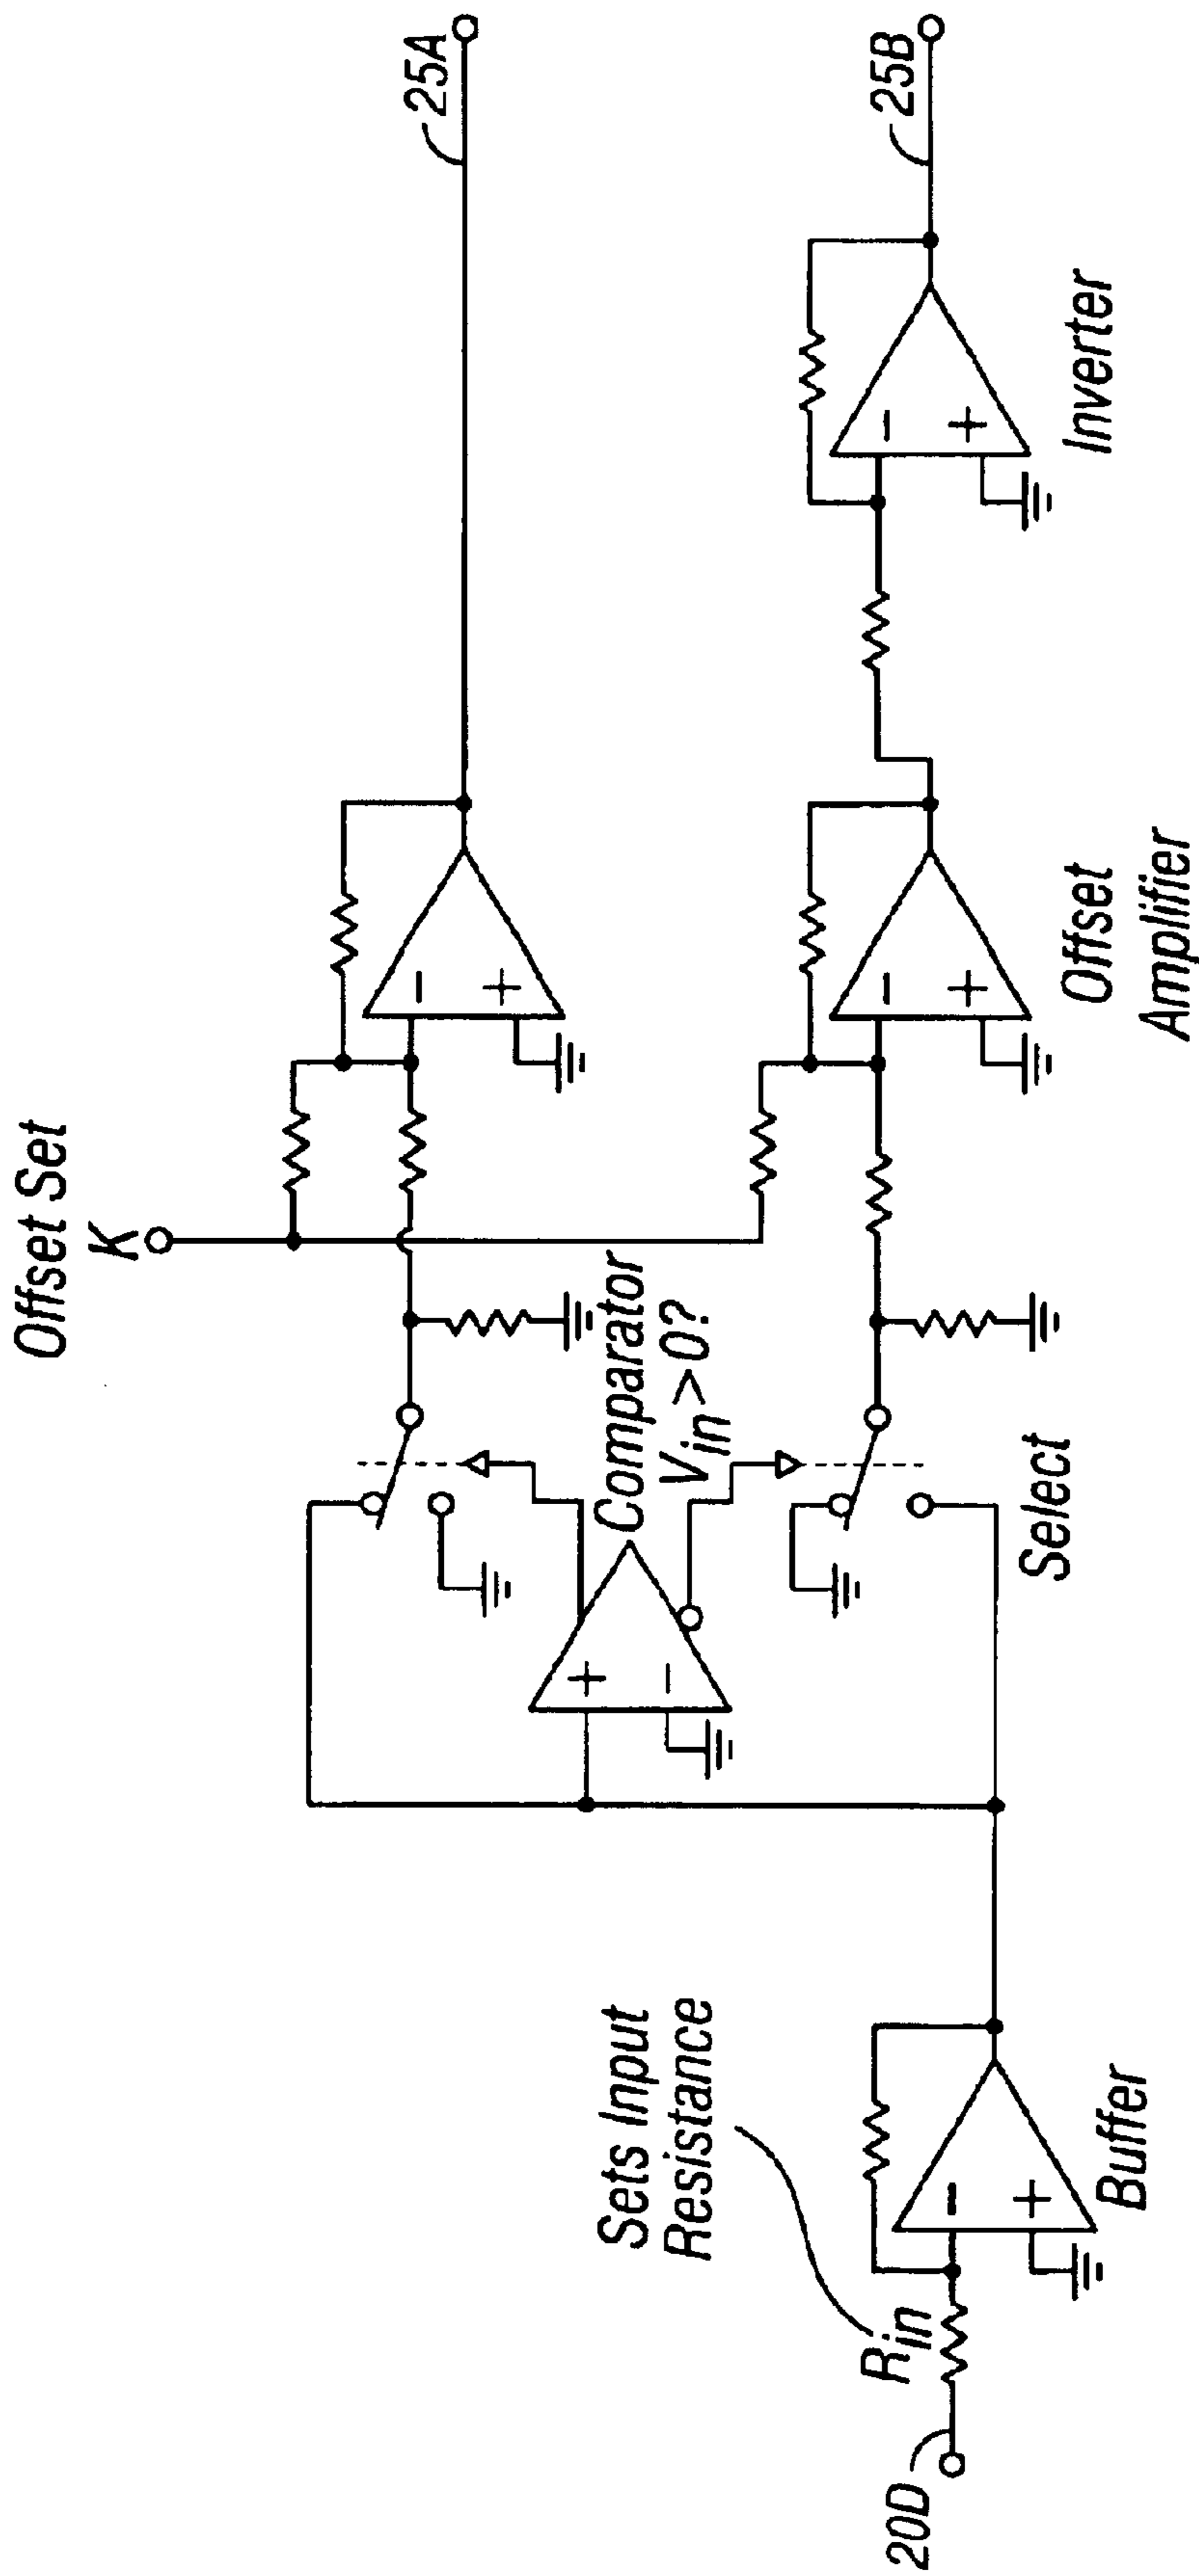 Offset Set
K
25A
Comparator
V_in >0?
Sets Input
Resistance
R_in
20D
Buffer
Select
Offset
Amplifier
Inverter
25B
+
−
−
+
−
+
−
+
−
+